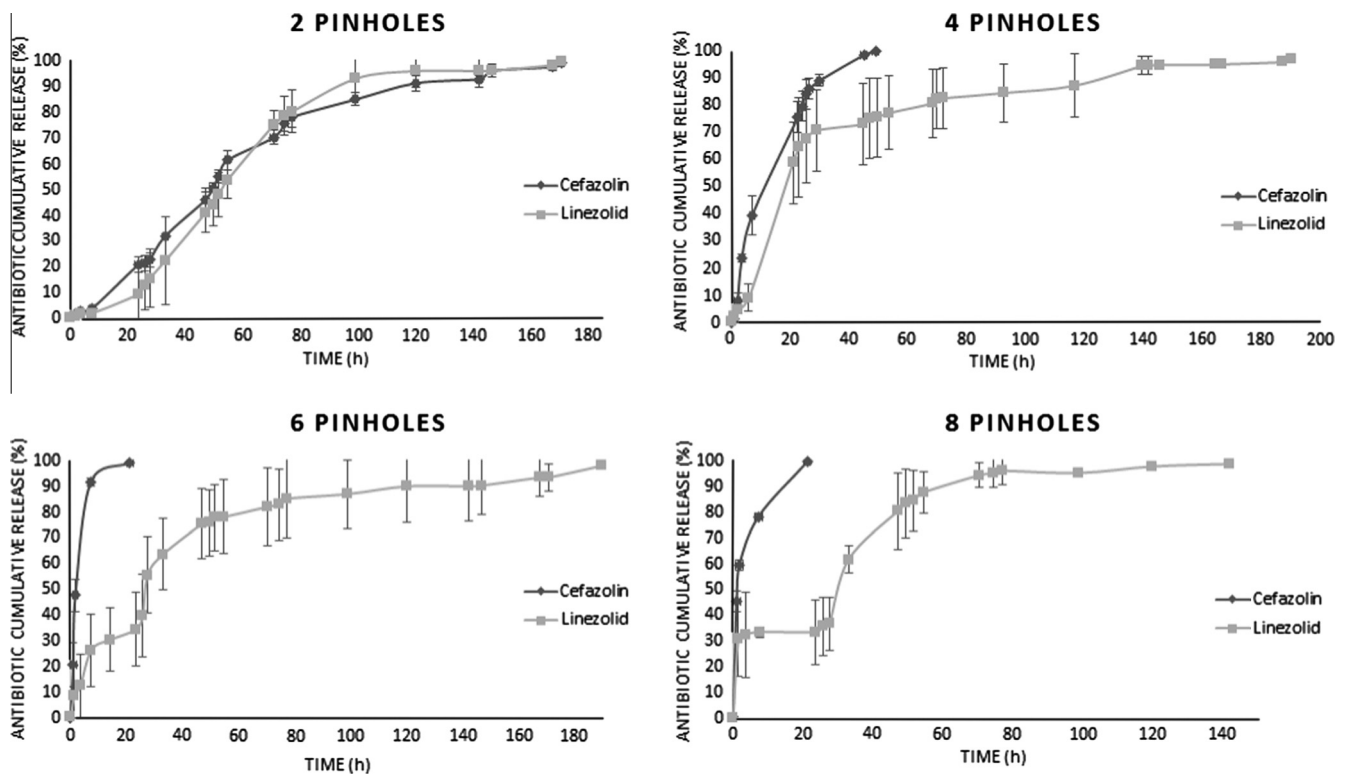 2 PINHOLES
ANTIBIOTIC CUMULATIVE RELEASE (%)
100
90
80
70
60
50
40
30
20
10
0
0 20 40 60 80 100 120 140 160 185
TIME (h)
Cefazolin
Linezolid
4 PINHOLES
ANTIBIOTIC CUMULATIVE RELEASE (%)
100
90
80
70
60
50
40
30
20
10
0
0 20 40 60 80 100 120 140 160 180 200
TIME (h)
Cefazolin
Linezolid
6 PINHOLES
ANTIBIOTIC CUMULATIVE RELEASE (%)
100
90
80
70
60
50
40
30
20
10
0
0 20 40 60 80 100 120 140 160 180
TIME (h)
Cefazolin
Linezolid
8 PINHOLES
ANTIBIOTIC CUMULATIVE RELEASE (%)
100
90
80
70
60
50
40
30
20
10
0
0 20 40 60 80 100 120 140
TIME (h)
Cefazolin
Linezolid